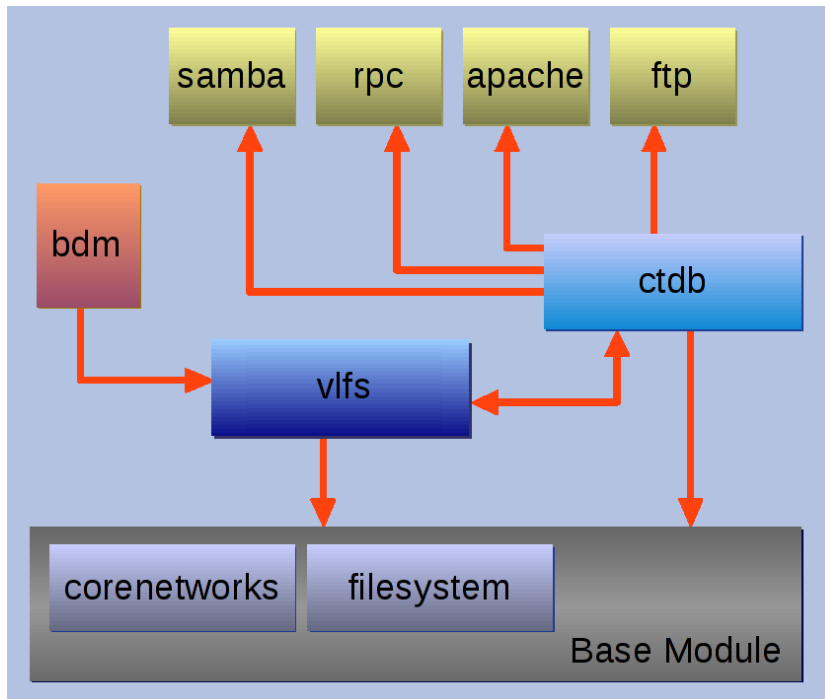 samba
rpc
apache
ftp
bdm
ctdb
vlfs
corenetworks
filesystem
Base Module